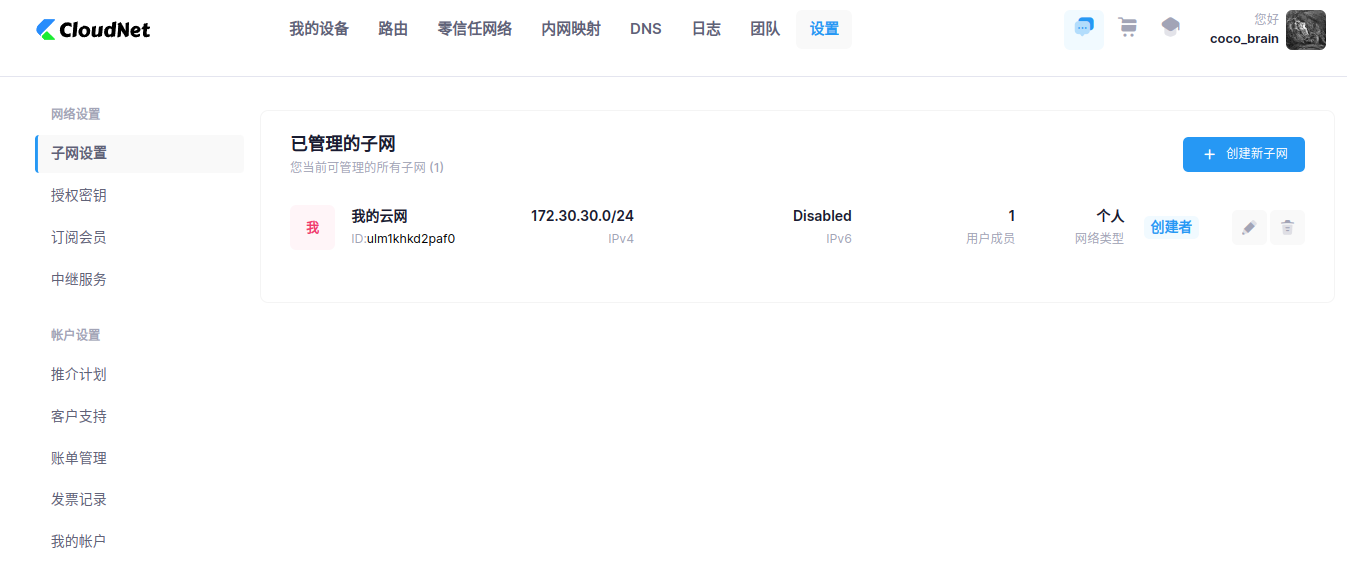 CloudNet
我的设备 路由 零信任网络 内网映射 DNS 日志 团队 设置
您好
coco_brain
网络设置
子网设置
授权密钥
订阅会员
中继服务
帐户设置
推介计划
客户支持
账单管理
发票记录
我的帐户
已管理的子网
您当前可管理的所有子网 (1)
+ 创建新子网
我
我的云网 172.30.30.0/24 Disabled 1 个人 创建者
ID:ulm1khkd2paf0 IPv4 IPv6 用户成员 网络类型